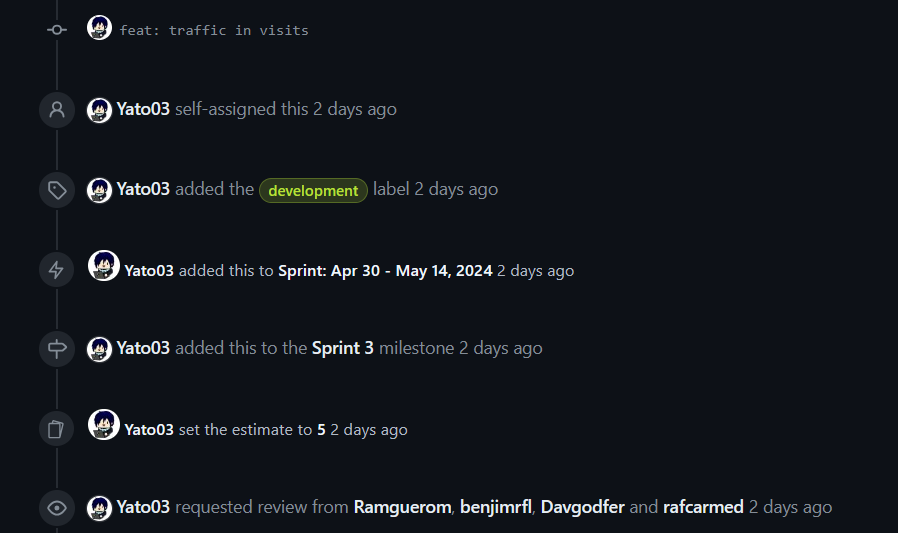 feat: traffic in visits
Yato03 self-assigned this 2 days ago
Yato03 added the development label 2 days ago
Yato03 added this to Sprint: Apr 30 - May 14, 2024 2 days ago
Yato03 added this to the Sprint 3 milestone 2 days ago
Yato03 set the estimate to 5 2 days ago
Yato03 requested review from Ramguerom, benjimrfl, Davgodfer and rafcarmed 2 days ago